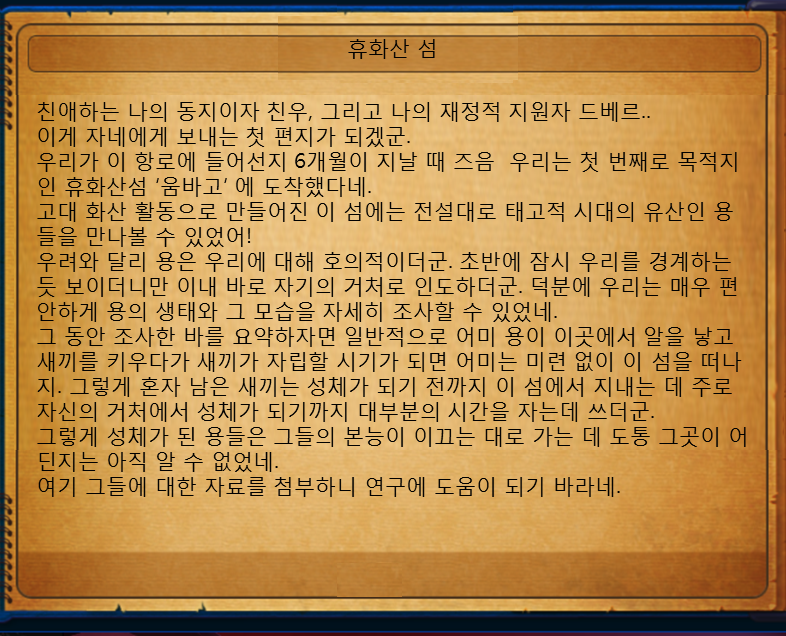 휴화산 섬
친애하는 나의 동지이자 친우, 그리고 나의 재정적 지원자 드베르..
이게 자네에게 보내는 첫 편지가 되겠군.
우리가 이 항로에 들어선지 6개월이 지날 때 즈음 우리는 첫 번째로 목적지
인 휴화산섬 ‘움바고’ 에 도착했다네.
고대 화산 활동으로 만들어진 이 섬에는 전설대로 태고적 시대의 유산인 용
들을 만나볼 수 있었어!
우려와 달리 용은 우리에 대해 호의적이더군. 초반에 잠시 우리를 경계하는
듯 보이더니만 이내 바로 자기의 거처로 인도하더군. 덕분에 우리는 매우 편
안하게 용의 생태와 그 모습을 자세히 조사할 수 있었네.
그 동안 조사한 바를 요약하자면 일반적으로 어미 용이 이곳에서 알을 낳고
새끼를 키우다가 새끼가 자립할 시기가 되면 어미는 미련 없이 이 섬을 떠나
지. 그렇게 혼자 남은 새끼는 성체가 되기 전까지 이 섬에서 지내는 데 주로
자신의 거처에서 성체가 되기까지 대부분의 시간을 자는데 쓰더군.
그렇게 성체가 된 용들은 그들의 본능이 이끄는 대로 가는 데 도통 그곳이 어
딘지는 아직 알 수 없었네.
여기 그들에 대한 자료를 첨부하니 연구에 도움이 되기 바라네.